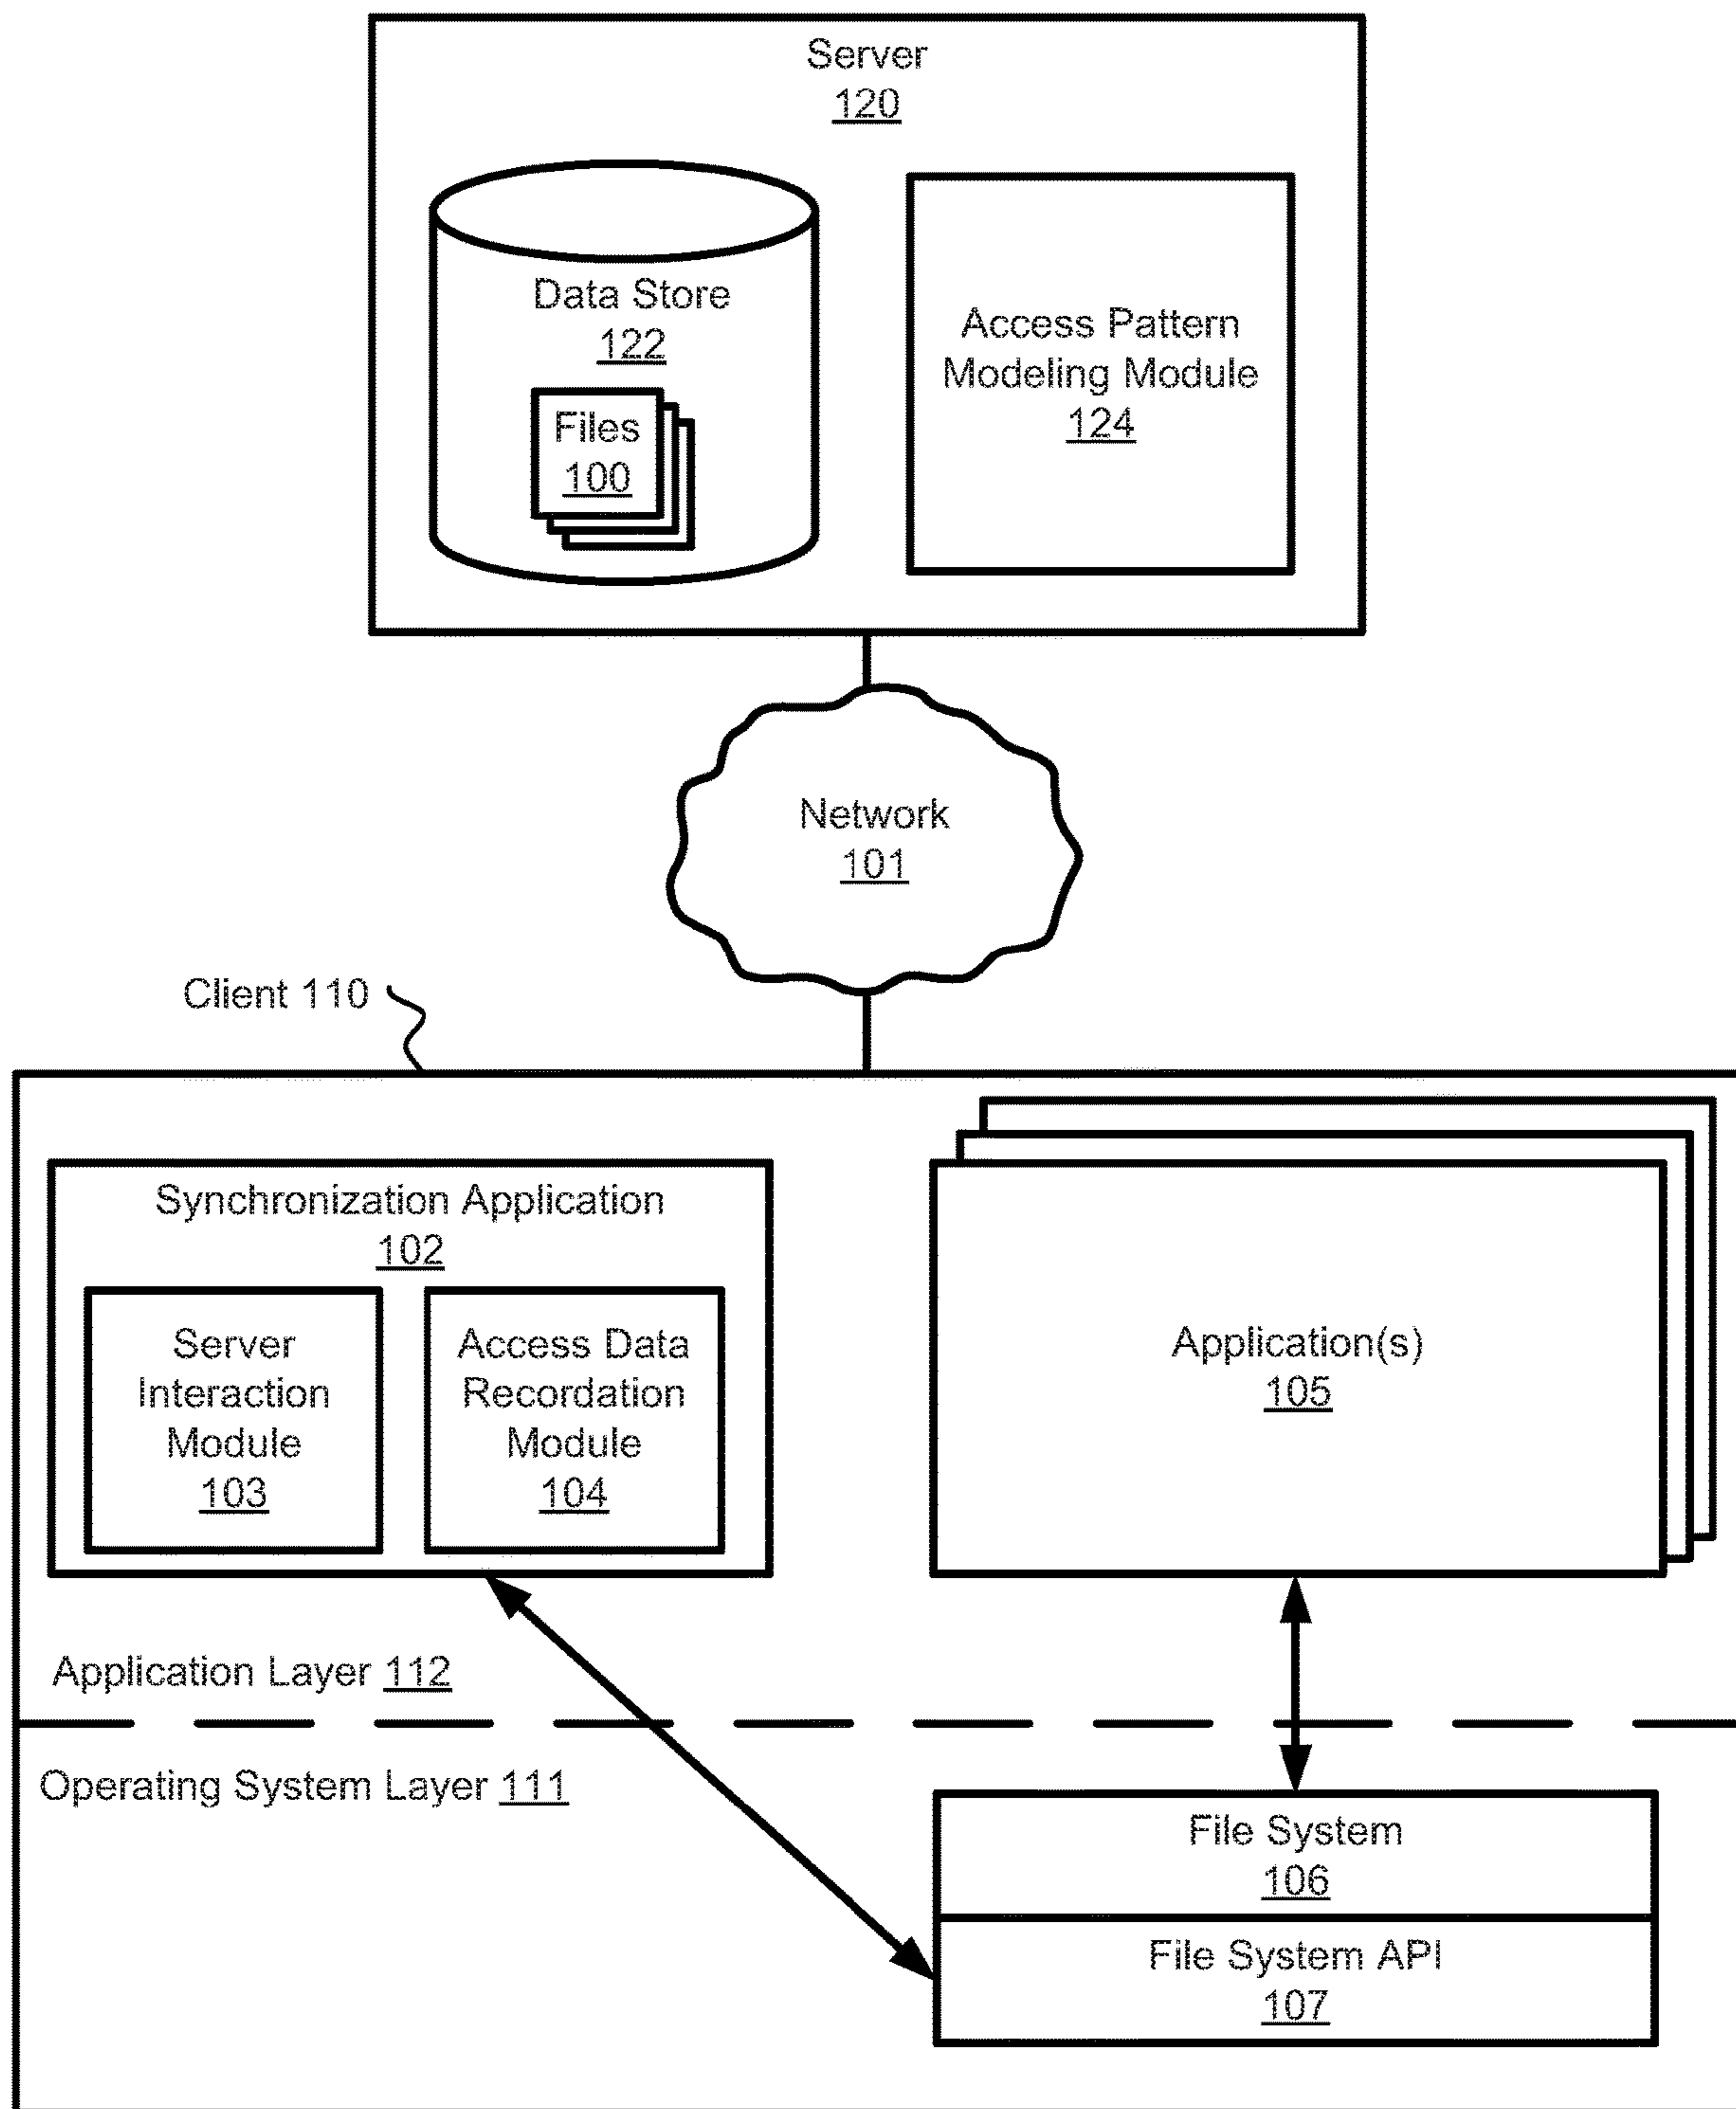 Server
120
Data Store
122
Files
100
Access Pattern
Modeling Module
124
Network
101
Client 110
Synchronization Application
102
Server
Interaction
Module
103
Access Data
Recordation
Module
104
Application(s)
105
Application Layer 112
Operating System Layer 111
File System
106
File System API
107